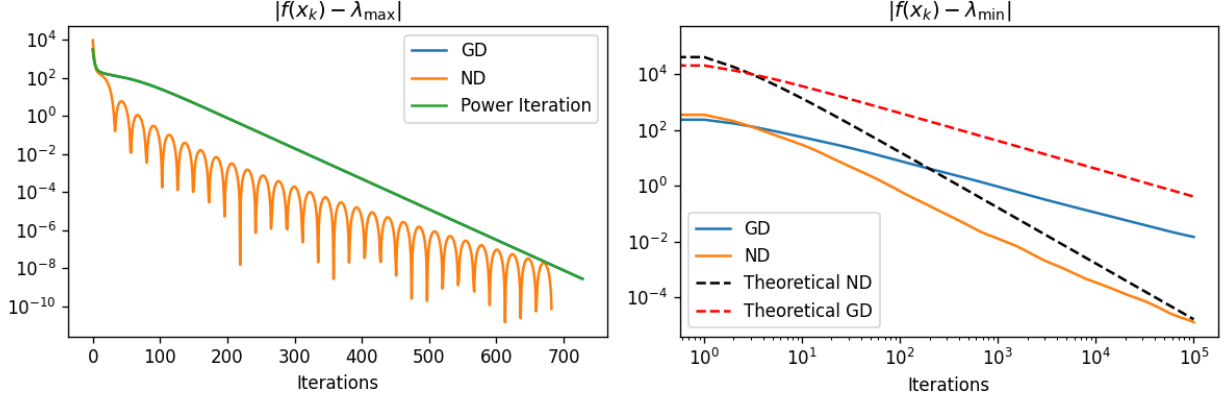 |f(x_k) − λ_max|
10^4
10^2
10^0
10^−2
10^−4
10^−6
10^−8
10^−10
GD
ND
Power Iteration
0 100 200 300 400 500 600 700
Iterations
|f(x_k) − λ_min|
10^4
10^2
10^0
10^−2
10^−4
GD
ND
Theoretical ND
Theoretical GD
10^0 10^1 10^2 10^3 10^4 10^5
Iterations